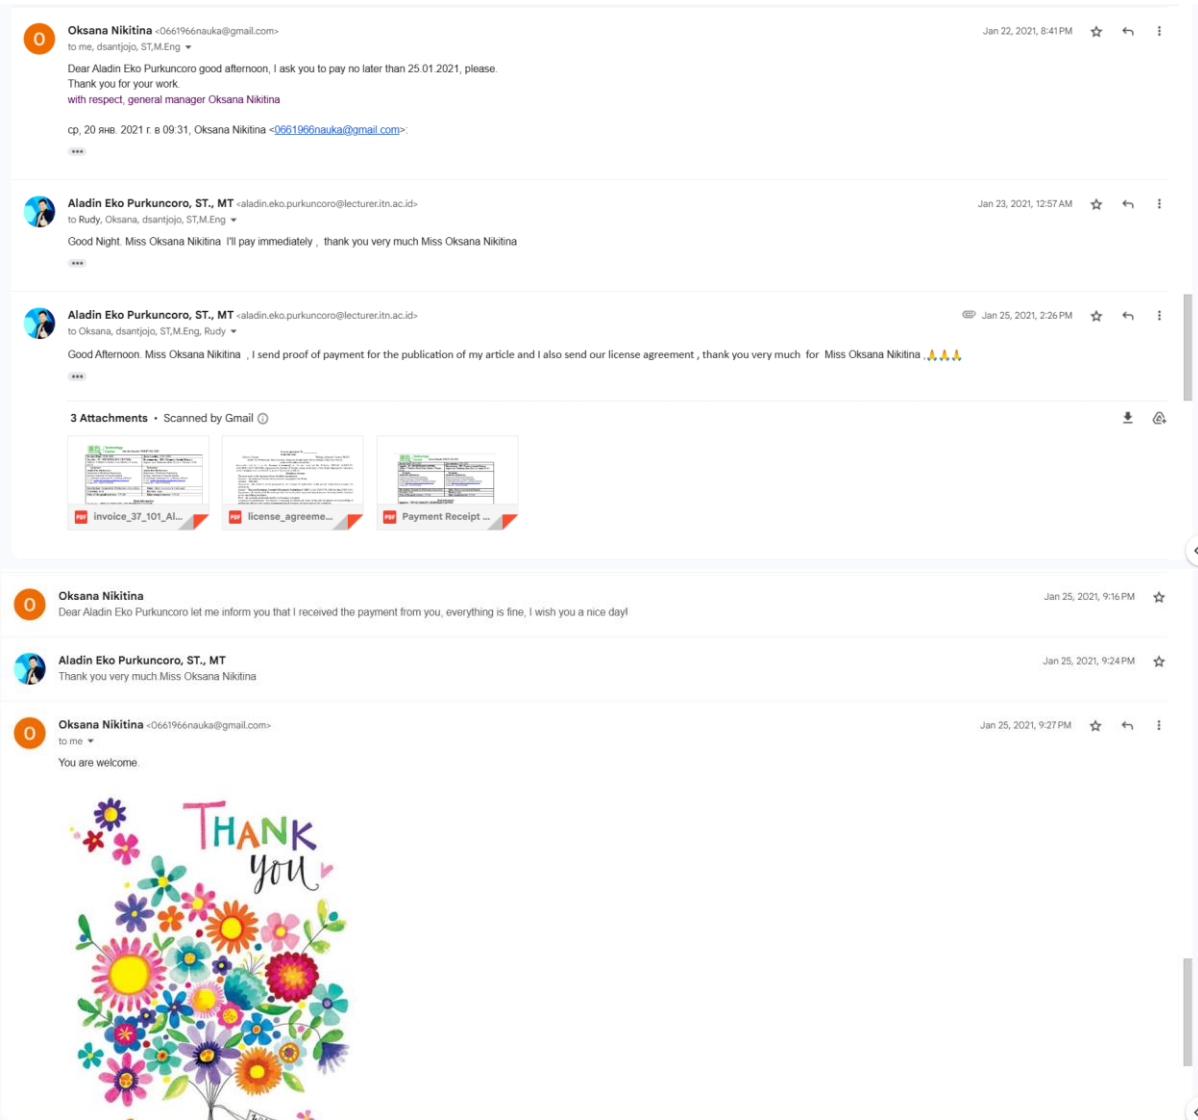 O
Oksana Nikitina <0661966nauka@gmail.com>
Jan 22, 2021, 8:41 PM
to me, dsantjojo, ST,M.Eng
Dear Aladin Eko Purkuncoro good afternoon, I ask you to pay no later than 25.01.2021, please.
Thank you for your work.
with respect, general manager Oksana Nikitina
ср, 20 янв. 2021 г. в 09:31, Oksana Nikitina <0661966nauka@gmail.com>:
Aladin Eko Purkuncoro, ST., MT <aladin.eko.purkuncoro@lecturer.itn.ac.id>
Jan 23, 2021, 12:57 AM
to Rudy, Oksana, dsantjojo, ST,M.Eng
Good Night. Miss Oksana Nikitina I'll pay immediately , thank you very much Miss Oksana Nikitina
Aladin Eko Purkuncoro, ST., MT <aladin.eko.purkuncoro@lecturer.itn.ac.id>
Jan 25, 2021, 2:26 PM
to Oksana, dsantjojo, ST,M.Eng, Rudy
Good Afternoon. Miss Oksana Nikitina , I send proof of payment for the publication of my article and I also send our license agreement , thank you very much for Miss Oksana Nikitina .🙏🙏🙏
3 Attachments • Scanned by Gmail
PDF invoice_37_101_Al...
PDF license_agreeme...
PDF Payment Receipt ...
O
Oksana Nikitina
Jan 25, 2021, 9:16 PM
Dear Aladin Eko Purkuncoro let me inform you that I received the payment from you, everything is fine, I wish you a nice day!
Aladin Eko Purkuncoro, ST., MT
Jan 25, 2021, 9:24 PM
Thank you very much Miss Oksana Nikitina
O
Oksana Nikitina <0661966nauka@gmail.com>
Jan 25, 2021, 9:27 PM
to me
You are welcome.
THANK
you